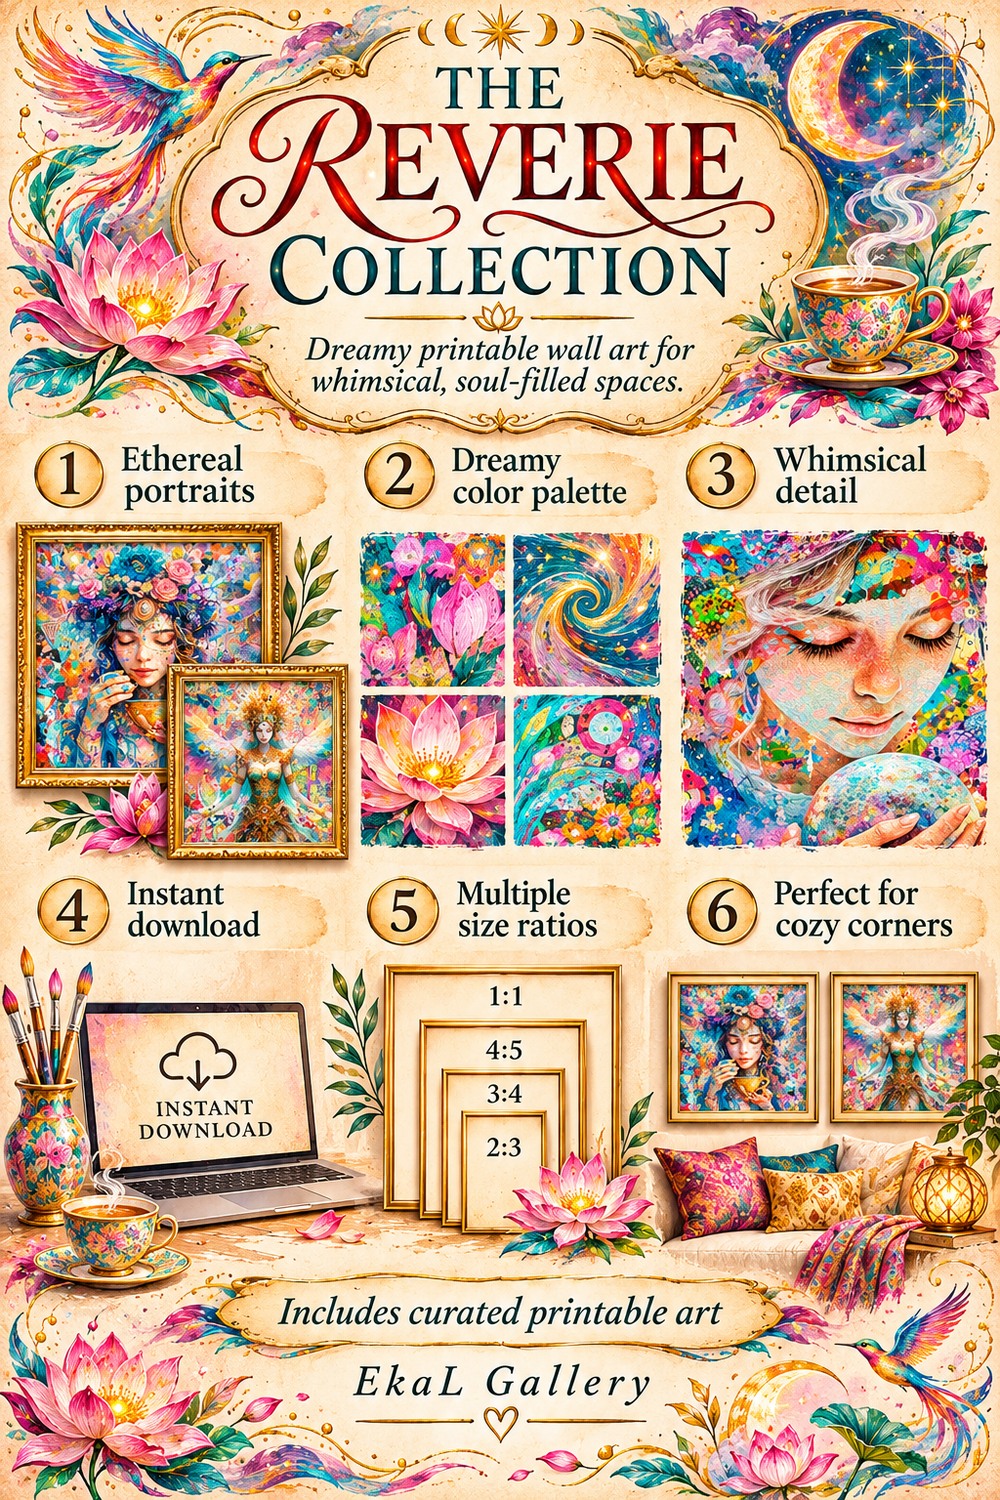 THE
REVERIE
COLLECTION
Dreamy printable wall art for
whimsical, soul-filled spaces.
1 Ethereal
portraits
2 Dreamy
color palette
3 Whimsical
detail
4 Instant
download
5 Multiple
size ratios
6 Perfect for
cozy corners
INSTANT
DOWNLOAD
1:1
4:5
3:4
2:3
Includes curated printable art
EkaL Gallery